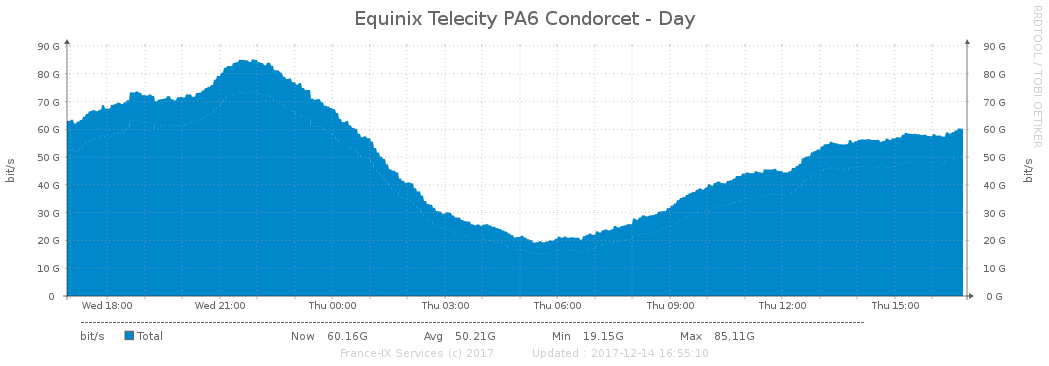 Equinix Telecity PA6 Condorcet - Day
RRDTOOL / TOBI OETIKER
bit/s
90 G
80 G
70 G
60 G
50 G
40 G
30 G
20 G
10 G
0
90 G
80 G
70 G
60 G
50 G
40 G
30 G
20 G
10 G
0 G
bit/s
Wed 18:00 Wed 21:00 Thu 00:00 Thu 03:00 Thu 06:00 Thu 09:00 Thu 12:00 Thu 15:00
bit/s Total Now 60.16G Avg 50.21G Min 19.15G Max 85.11G
France-IX Services (c) 2017 Updated : 2017-12-14 16:55:10